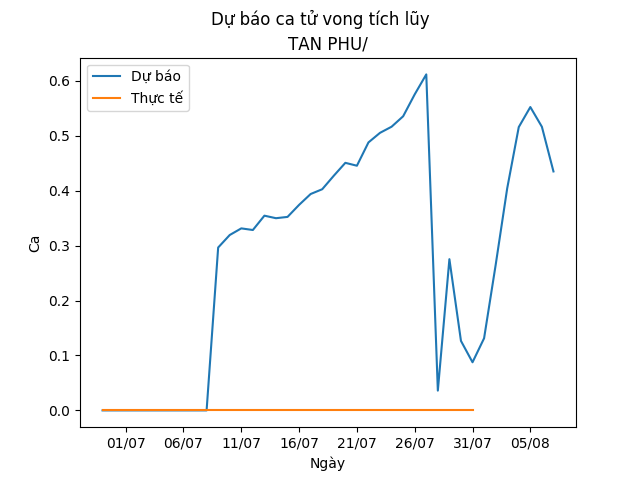 Dự báo ca tử vong tích lũy
TAN PHU/
Dự báo
Thực tế
Ca
0.6
0.5
0.4
0.3
0.2
0.1
0.0
01/07 06/07 11/07 16/07 21/07 26/07 31/07 05/08
Ngày